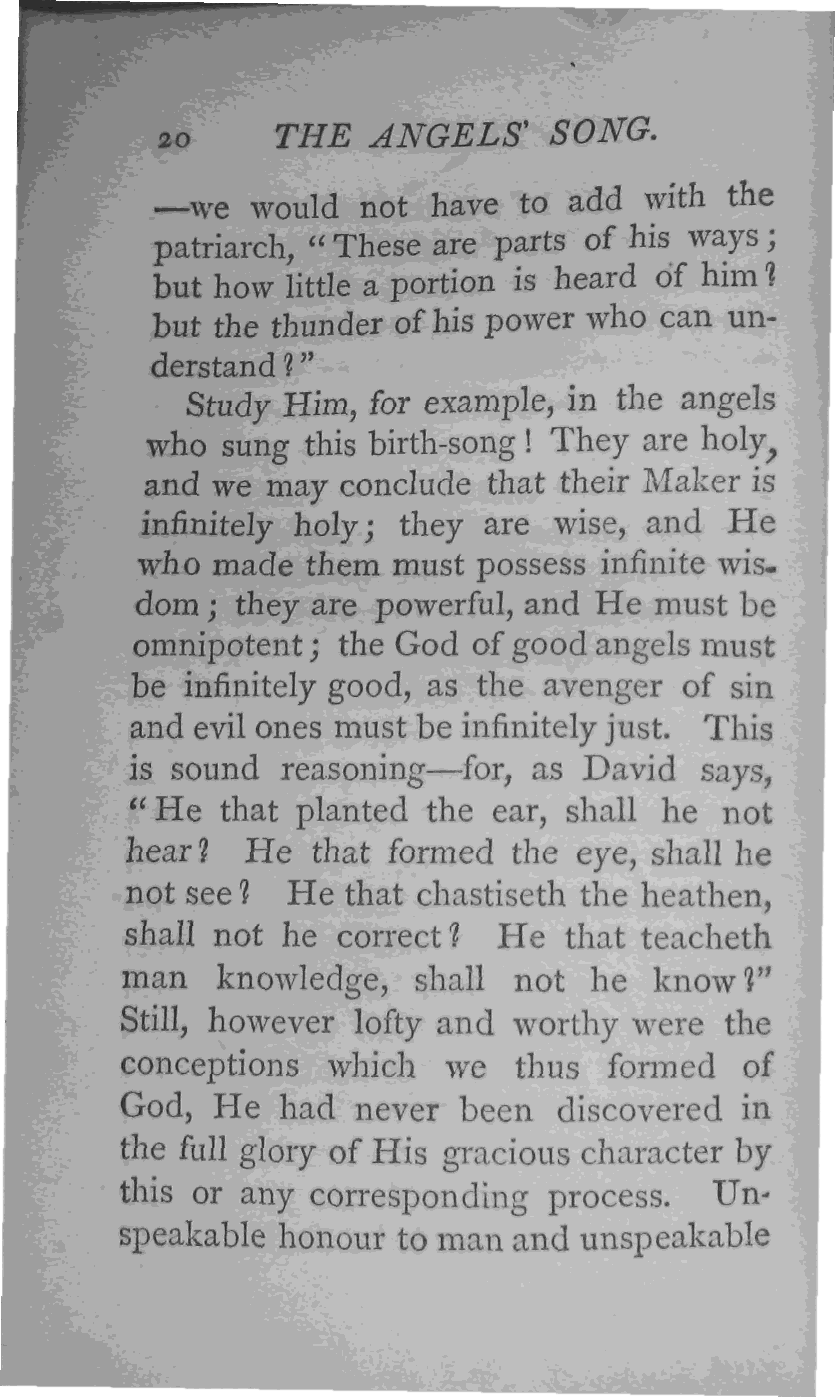 20 THE ANGELS' SONG.
—we would not have to add with the
patriarch, “These are parts of his ways;
but how little a portion is heard of him?
but the thunder of his power who can un-
derstand?”
Study Him, for example, in the angels
who sung this birth-song! They are holy,
and we may conclude that their Maker is
infinitely holy; they are wise, and He
who made them must possess infinite wis-
dom; they are powerful, and He must be
omnipotent; the God of good angels must
be infinitely good, as the avenger of sin
and evil ones must be infinitely just. This
is sound reasoning—for, as David says,
“He that planted the ear, shall he not
hear? He that formed the eye, shall he
not see? He that chastiseth the heathen,
shall not he correct? He that teacheth
man knowledge, shall not he know?”
Still, however lofty and worthy were the
conceptions which we thus formed of
God, He had never been discovered in
the full glory of His gracious character by
this or any corresponding process. Un-
speakable honour to man and unspeakable